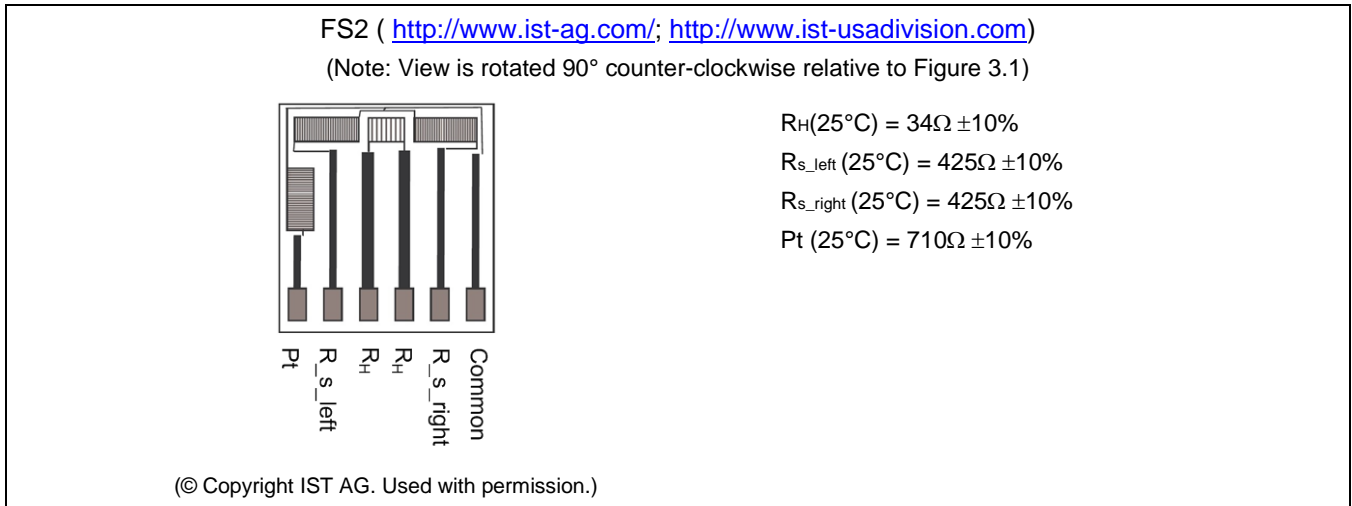 FS2 ( http://www.ist-ag.com/; http://www.ist-usadivision.com)
(Note: View is rotated 90° counter-clockwise relative to Figure 3.1)
RH(25°C) = 34Ω ±10%
Rs_left (25°C) = 425Ω ±10%
Rs_right (25°C) = 425Ω ±10%
Pt (25°C) = 710Ω ±10%
Pt
R_s_left
RH
RH
R_s_right
Common
(© Copyright IST AG. Used with permission.)